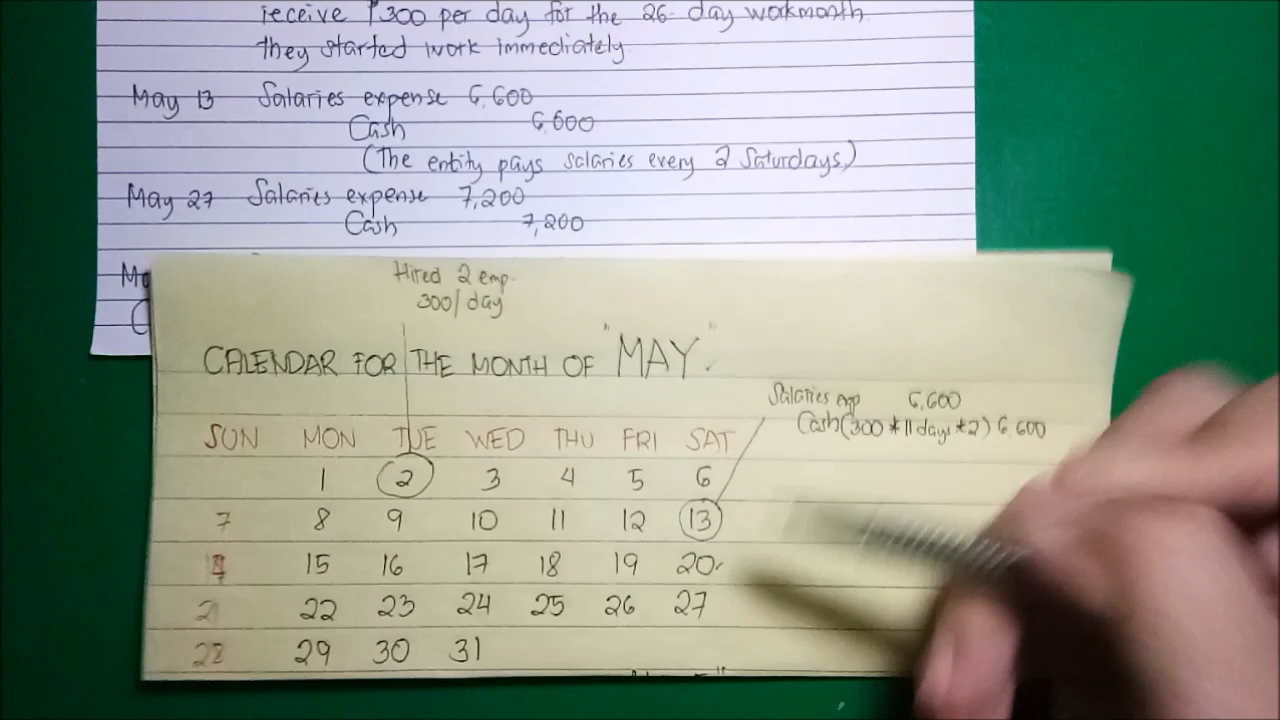 receive ₱300 per day for the 26-day workmonth
they started work immediately
May 13 Salaries expense 6,600
Cash 6,600
(The entity pays salaries every 2 Saturdays)
May 27 Salaries expense 7,200
Cash 7,200
Hired 2 emp.
300/day
CALENDAR FOR THE MONTH OF "MAY".
Salaries exp 6,600
Cash (300 * 11 days * 2) 6,600
SUN MON TUE WED THU FRI SAT
1 2 3 4 5 6
7 8 9 10 11 12 13
14 15 16 17 18 19 20
21 22 23 24 25 26 27
28 29 30 31